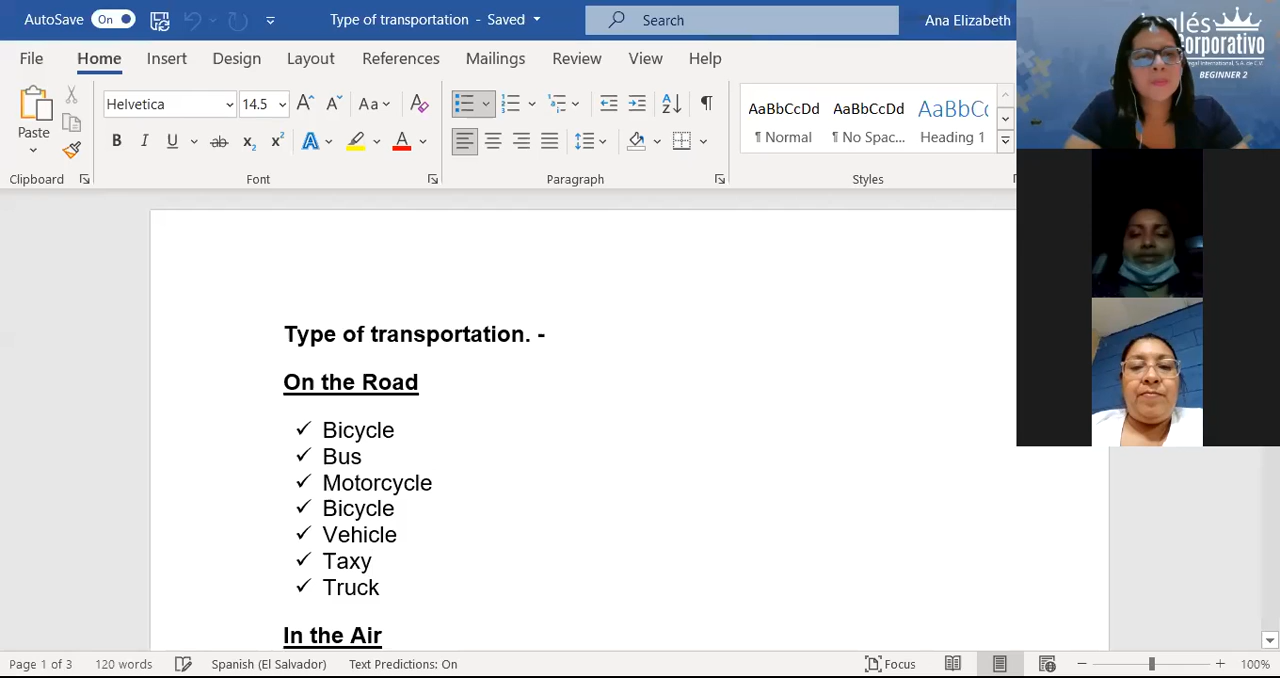 AutoSave On Type of transportation - Saved Search Ana Elizabeth
File Home Insert Design Layout References Mailings Review View Help
Paste
Helvetica 14.5
AaBbCcDd AaBbCcDd AaBbCc
¶ Normal ¶ No Spac... Heading 1
Clipboard Font Paragraph Styles
Corporativo
BEGINNER 2
Type of transportation. -
On the Road
✓ Bicycle
✓ Bus
✓ Motorcycle
✓ Bicycle
✓ Vehicle
✓ Taxy
✓ Truck
In the Air
Page 1 of 3 120 words Spanish (El Salvador) Text Predictions: On Focus 100%